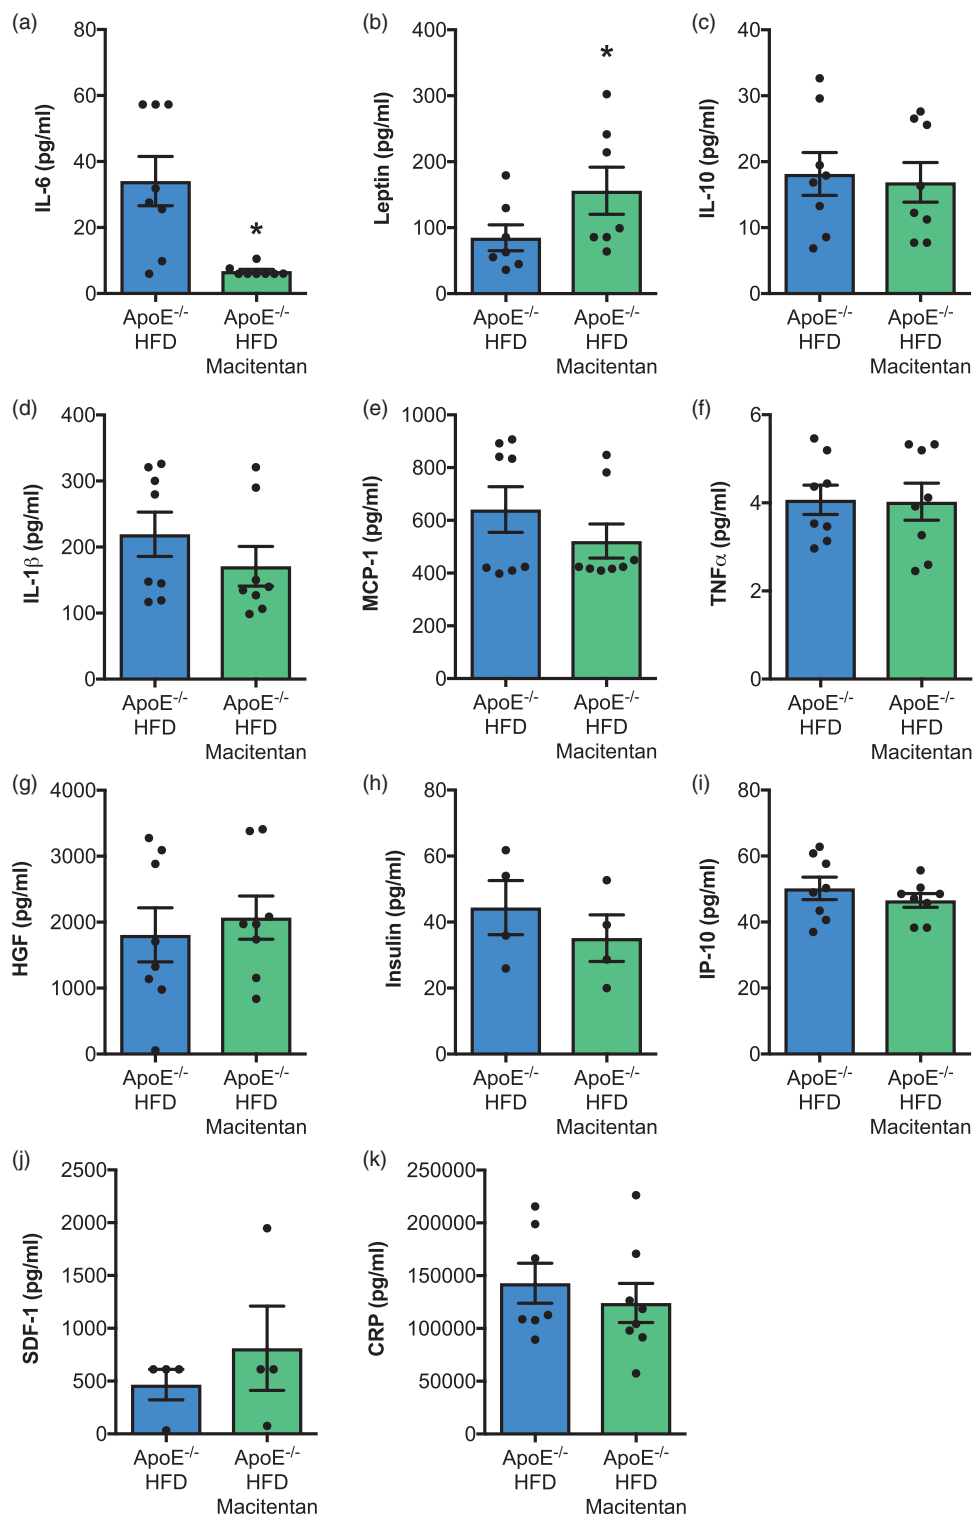 (a)
IL-6 (pg/ml)
80
60
40
20
0
*
ApoE-/-
HFD
ApoE-/-
HFD
Macitentan
(b)
Leptin (pg/ml)
400
300
200
100
0
*
ApoE-/-
HFD
ApoE-/-
HFD
Macitentan
(c)
IL-10 (pg/ml)
40
30
20
10
0
ApoE-/-
HFD
ApoE-/-
HFD
Macitentan
(d)
IL-1β (pg/ml)
400
300
200
100
0
ApoE-/-
HFD
ApoE-/-
HFD
Macitentan
(e)
MCP-1 (pg/ml)
1000
800
600
400
200
0
ApoE-/-
HFD
ApoE-/-
HFD
Macitentan
(f)
TNFα (pg/ml)
6
4
2
0
ApoE-/-
HFD
ApoE-/-
HFD
Macitentan
(g)
HGF (pg/ml)
4000
3000
2000
1000
0
ApoE-/-
HFD
ApoE-/-
HFD
Macitentan
(h)
Insulin (pg/ml)
80
60
40
20
0
ApoE-/-
HFD
ApoE-/-
HFD
Macitentan
(i)
IP-10 (pg/ml)
80
60
40
20
0
ApoE-/-
HFD
ApoE-/-
HFD
Macitentan
(j)
SDF-1 (pg/ml)
2500
2000
1500
1000
500
0
ApoE-/-
HFD
ApoE-/-
HFD
Macitentan
(k)
CRP (pg/ml)
250000
200000
150000
100000
50000
0
ApoE-/-
HFD
ApoE-/-
HFD
Macitentan